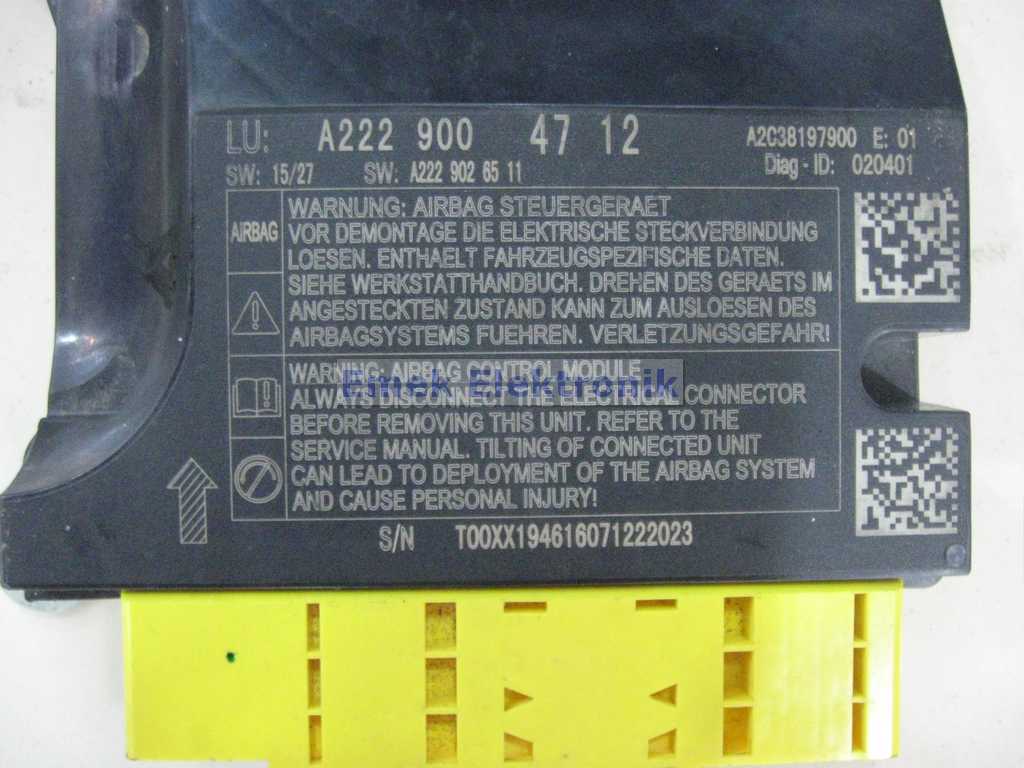 LU: A222 900 47 12 A2C38197900 E: 01
SW: 15/27 SW: A222 902 65 11 Diag - ID: 020401
AIRBAG
WARNUNG: AIRBAG STEUERGERAET
VOR DEMONTAGE DIE ELEKTRISCHE STECKVERBINDUNG
LOESEN. ENTHAELT FAHRZEUGSPEZIFISCHE DATEN.
SIEHE WERKSTATTHANDBUCH. DREHEN DES GERAETS IM
ANGESTECKTEN ZUSTAND KANN ZUM AUSLOESEN DES
AIRBAGSYSTEMS FUEHREN. VERLETZUNGSGEFAHR!
WARNING: AIRBAG CONTROL MODULE
Emek Elektronik
ALWAYS DISCONNECT THE ELECTRICAL CONNECTOR
BEFORE REMOVING THIS UNIT. REFER TO THE
SERVICE MANUAL. TILTING OF CONNECTED UNIT
CAN LEAD TO DEPLOYMENT OF THE AIRBAG SYSTEM
AND CAUSE PERSONAL INJURY!
S/N T00XX194616071222023